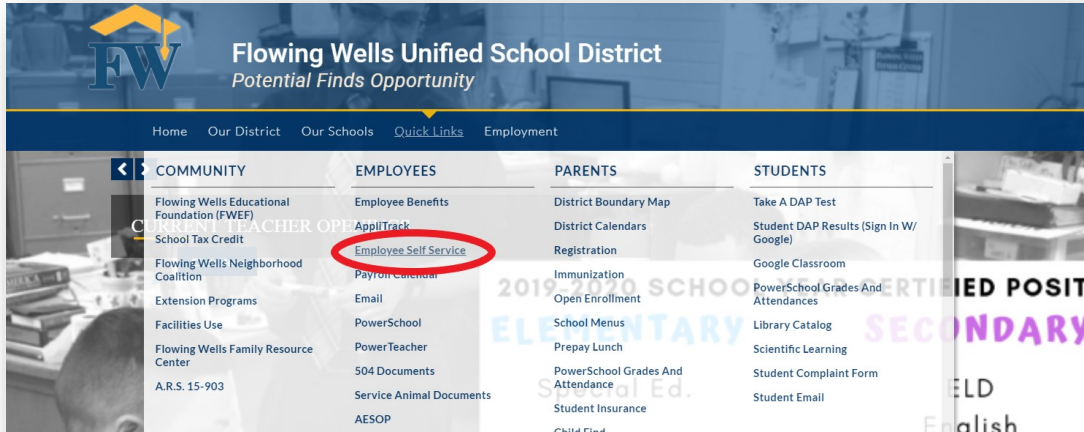 FW
Flowing Wells Unified School District
Potential Finds Opportunity
Home Our District Our Schools Quick Links Employment
COMMUNITY
Flowing Wells Educational
Foundation (FWEF)
School Tax Credit
Flowing Wells Neighborhood
Coalition
Extension Programs
Facilities Use
Flowing Wells Family Resource
Center
A.R.S. 15-903
EMPLOYEES
Employee Benefits
AppliTrack
Employee Self Service
Payroll Calendar
Email
PowerSchool
PowerTeacher
504 Documents
Service Animal Documents
AESOP
PARENTS
District Boundary Map
District Calendars
Registration
Immunization
Open Enrollment
School Menus
Prepay Lunch
PowerSchool Grades And
Attendance
Student Insurance
Child Find
STUDENTS
Take A DAP Test
Student DAP Results (Sign In W/
Google)
Google Classroom
PowerSchool Grades And
Attendances
Library Catalog
Scientific Learning
Student Complaint Form
Student Email
CURRENT TEACHER
2019-2020 SCHOOL YEAR CERTIFIED POSIT
ELEMENTARY
SECONDARY
Special Ed.
ELD
English